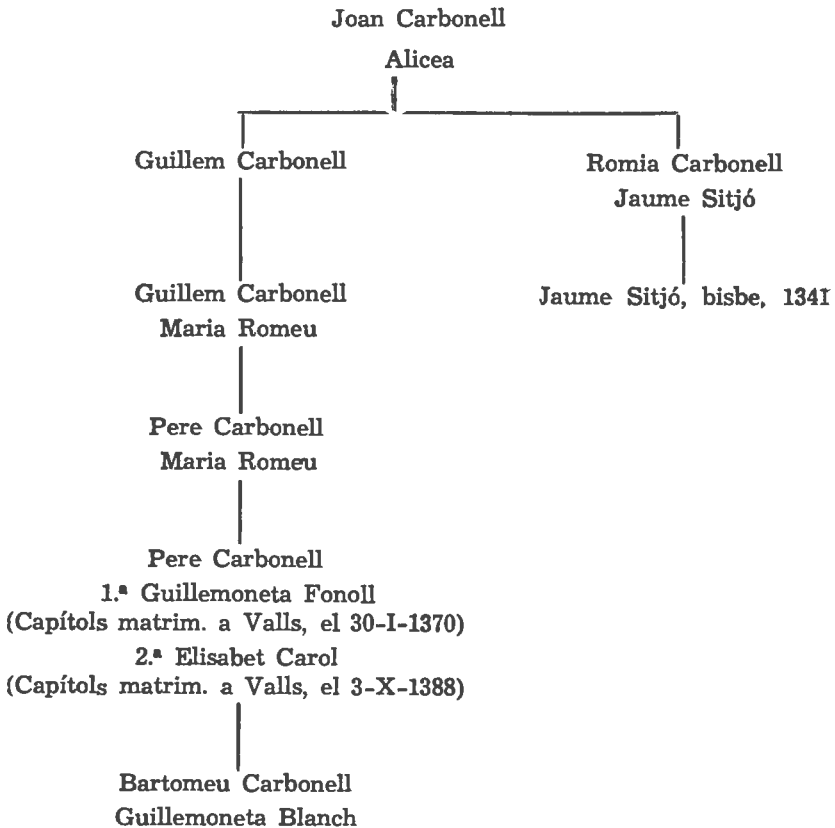 Joan Carbonell
Alicea
Guillem Carbonell
Romia Carbonell
Jaume Sitjó
Guillem Carbonell
Maria Romeu
Jaume Sitjó, bisbe, 1341
Pere Carbonell
Maria Romeu
Pere Carbonell
1.ª Guillemoneta Fonoll
(Capítols matrim. a Valls, el 30-I-1370)
2.ª Elisabet Carol
(Capítols matrim. a Valls, el 3-X-1388)
Bartomeu Carbonell
Guillemoneta Blanch